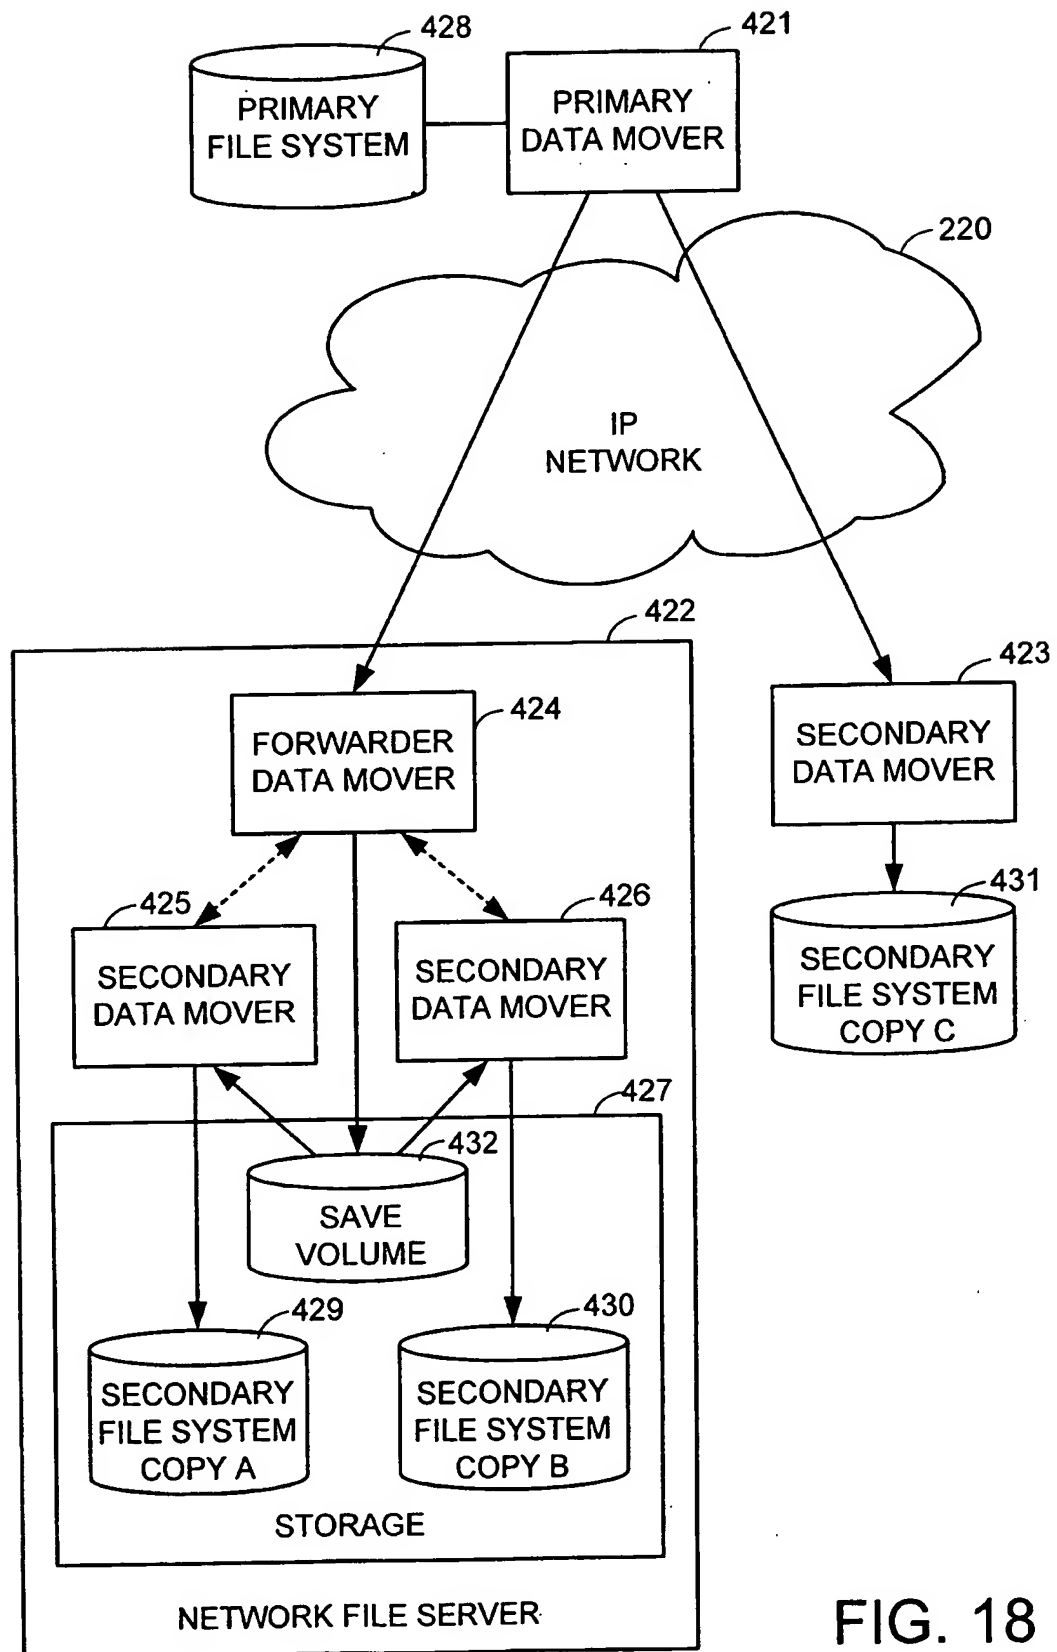 428
421
PRIMARY
FILE SYSTEM
PRIMARY
DATA MOVER
220
IP
NETWORK
422
423
424
FORWARDER
DATA MOVER
SECONDARY
DATA MOVER
425
426
431
SECONDARY
DATA MOVER
SECONDARY
DATA MOVER
SECONDARY
FILE SYSTEM
COPY C
427
432
SAVE
VOLUME
429
430
SECONDARY
FILE SYSTEM
COPY A
SECONDARY
FILE SYSTEM
COPY B
STORAGE
NETWORK FILE SERVER
FIG. 18